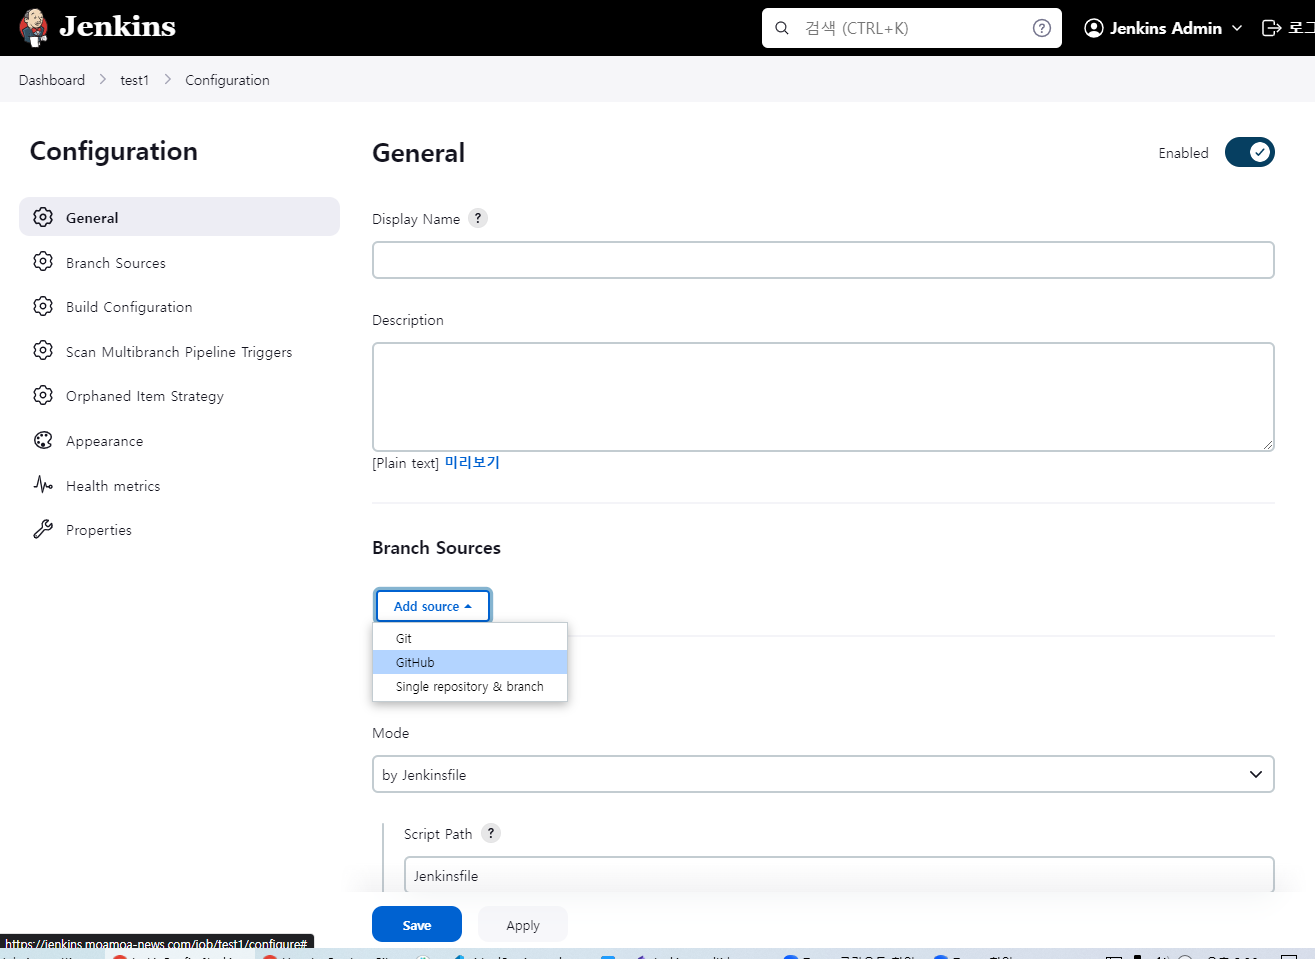 Jenkins
검색 (CTRL+K)
?
Jenkins Admin
Dashboard
test1
Configuration
Configuration
General
Enabled
General
Display Name ?
Branch Sources
Build Configuration
Description
Scan Multibranch Pipeline Triggers
Orphaned Item Strategy
Appearance
[Plain text] 미리보기
Health metrics
Properties
Branch Sources
Add source
Git
GitHub
Single repository & branch
Mode
by Jenkinsfile
Script Path ?
Jenkinsfile
Save
Apply
https://jenkins.moamoa-news.com/job/test1/configure#